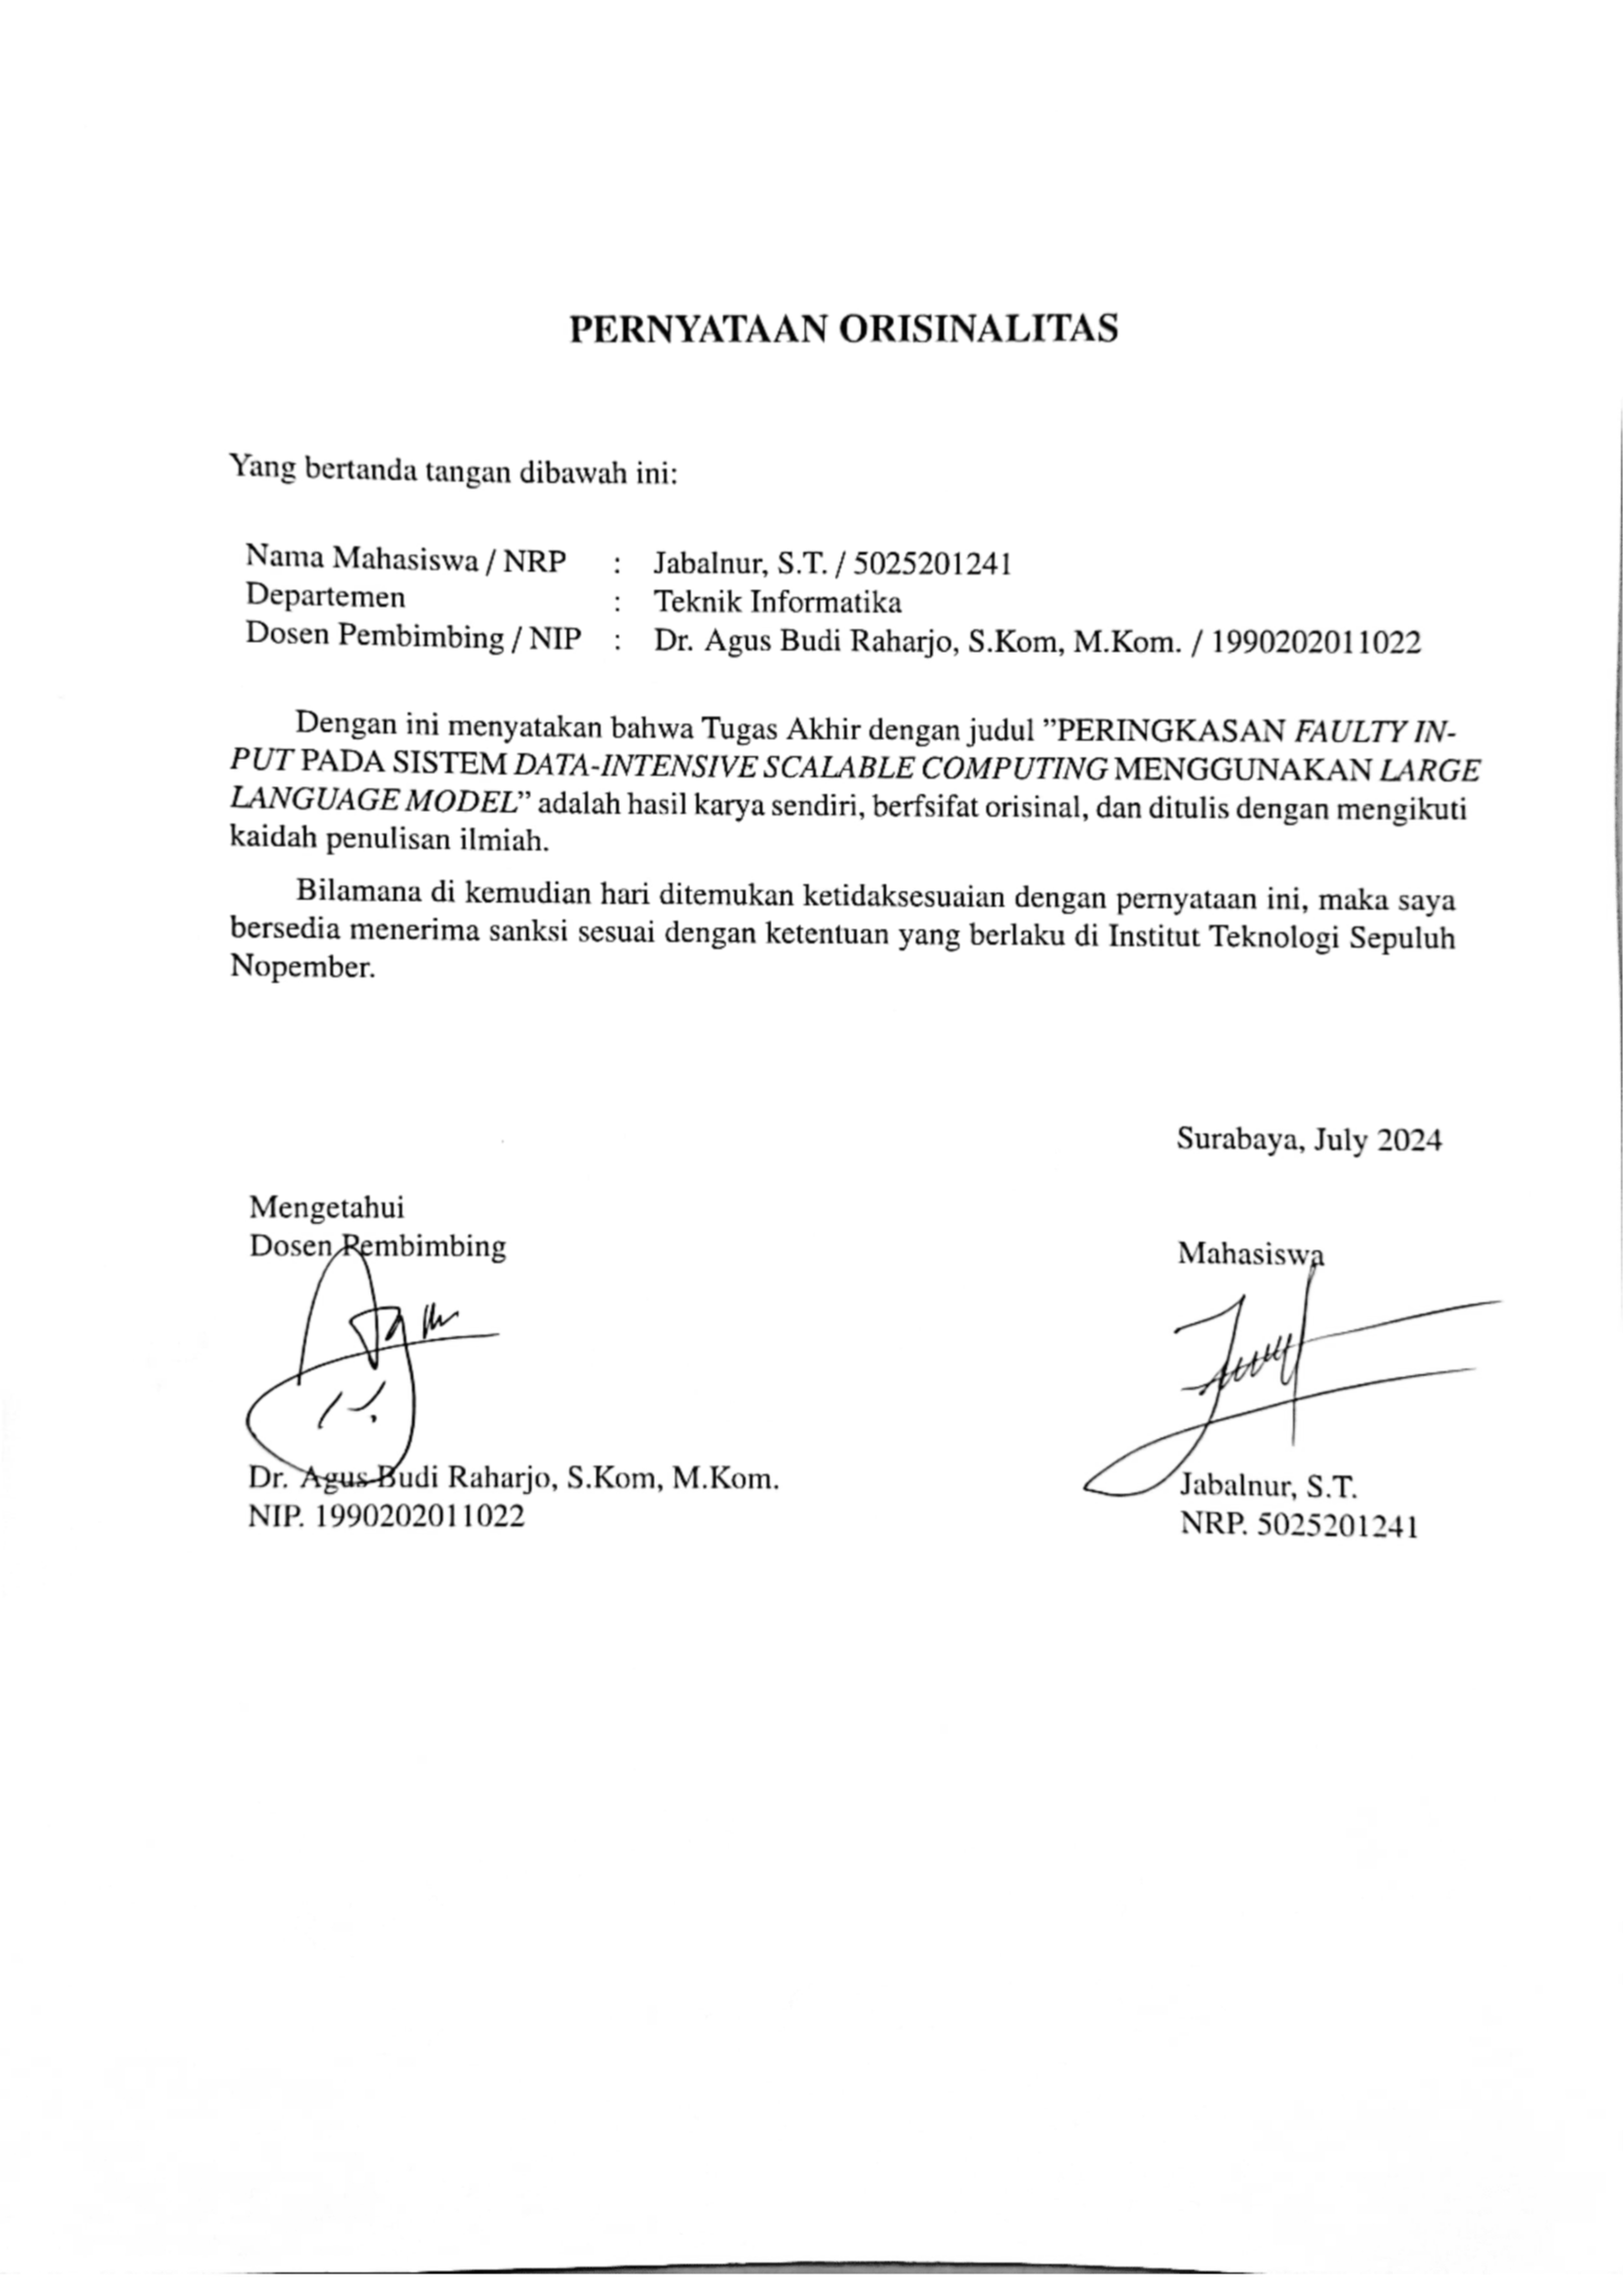 PERNYATAAN ORISINALITAS
Yang bertanda tangan dibawah ini:
Nama Mahasiswa / NRP : Jabalnur, S.T. / 5025201241
Departemen : Teknik Informatika
Dosen Pembimbing / NIP : Dr. Agus Budi Raharjo, S.Kom, M.Kom. / 1990202011022
Dengan ini menyatakan bahwa Tugas Akhir dengan judul ”PERINGKASAN FAULTY IN-
PUT PADA SISTEM DATA-INTENSIVE SCALABLE COMPUTING MENGGUNAKAN LARGE
LANGUAGE MODEL” adalah hasil karya sendiri, berfsifat orisinal, dan ditulis dengan mengikuti
kaidah penulisan ilmiah.
Bilamana di kemudian hari ditemukan ketidaksesuaian dengan pernyataan ini, maka saya
bersedia menerima sanksi sesuai dengan ketentuan yang berlaku di Institut Teknologi Sepuluh
Nopember.
Surabaya, July 2024
Mengetahui
Dosen Pembimbing
Dr. Agus Budi Raharjo, S.Kom, M.Kom.
NIP. 1990202011022
Mahasiswa
Jabalnur, S.T.
NRP. 5025201241